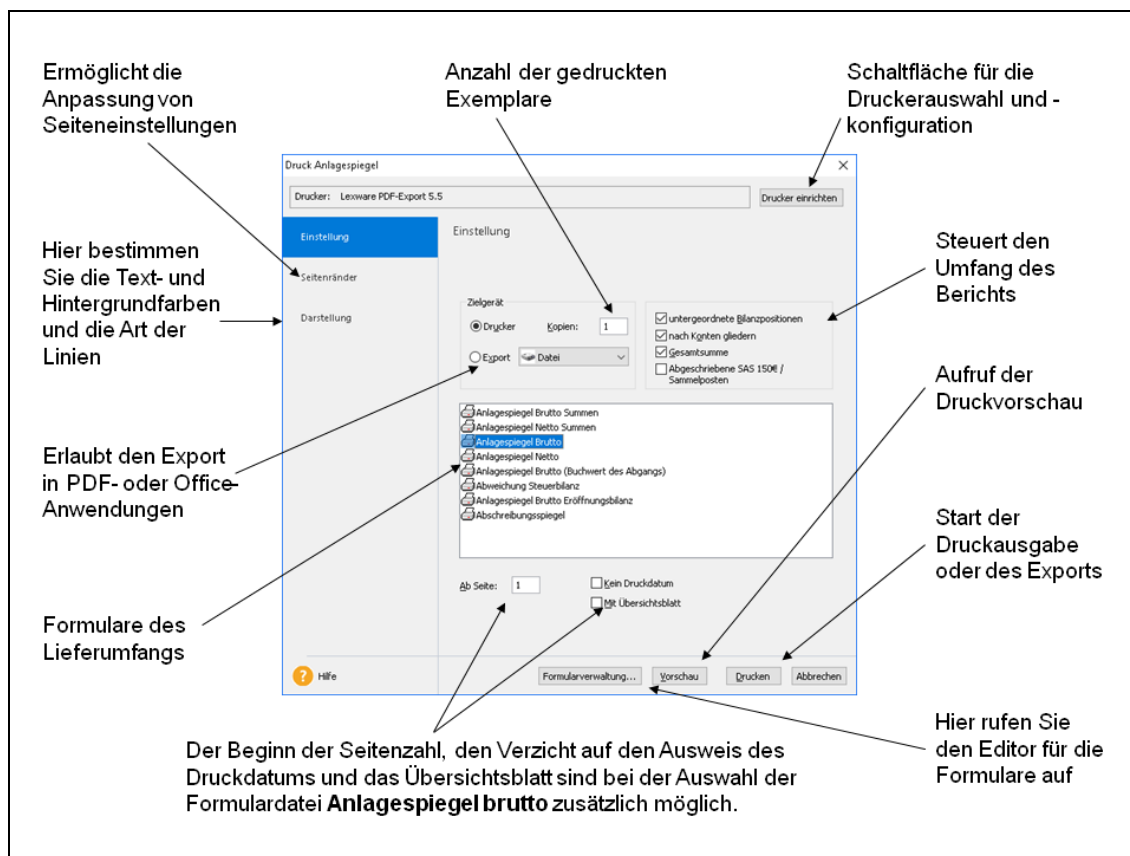 Ermöglicht die
Anpassung von
Seiteneinstellungen
Anzahl der gedruckten
Exemplare
Schaltfläche für die
Druckerauswahl und -
konfiguration
Druck Anlagespiegel
Drucker: Lexware PDF-Export 5.5
Drucker einrichten
Einstellung
Einstellung
Seitenränder
Darstellung
Hier bestimmen
Sie die Text- und
Hintergrundfarben
und die Art der
Linien
Steuert den
Umfang des
Berichts
Zielgerät
Drucker Kopien: 1
Export Datei
untergeordnete Bilanzpositionen
nach Konten gliedern
Gesamtsumme
Abgeschriebene SAS 150€ /
Sammelposten
Aufruf der
Druckvorschau
Anlagespiegel Brutto Summen
Anlagespiegel Netto Summen
Anlagespiegel Brutto
Anlagespiegel Netto
Anlagespiegel Brutto (Buchwert des Abgangs)
Abweichung Steuerbilanz
Anlagespiegel Brutto Eröffnungsbilanz
Abschreibungsspiegel
Erlaubt den Export
in PDF- oder Office-
Anwendungen
Start der
Druckausgabe
oder des Exports
Ab Seite: 1
Kein Druckdatum
Mit Übersichtsblatt
Formulare des
Lieferumfangs
? Hilfe
Formularverwaltung...
Vorschau
Drucken
Abbrechen
Hier rufen Sie
den Editor für die
Formulare auf
Der Beginn der Seitenzahl, den Verzicht auf den Ausweis des
Druckdatums und das Übersichtsblatt sind bei der Auswahl der
Formulardatei Anlagespiegel brutto zusätzlich möglich.